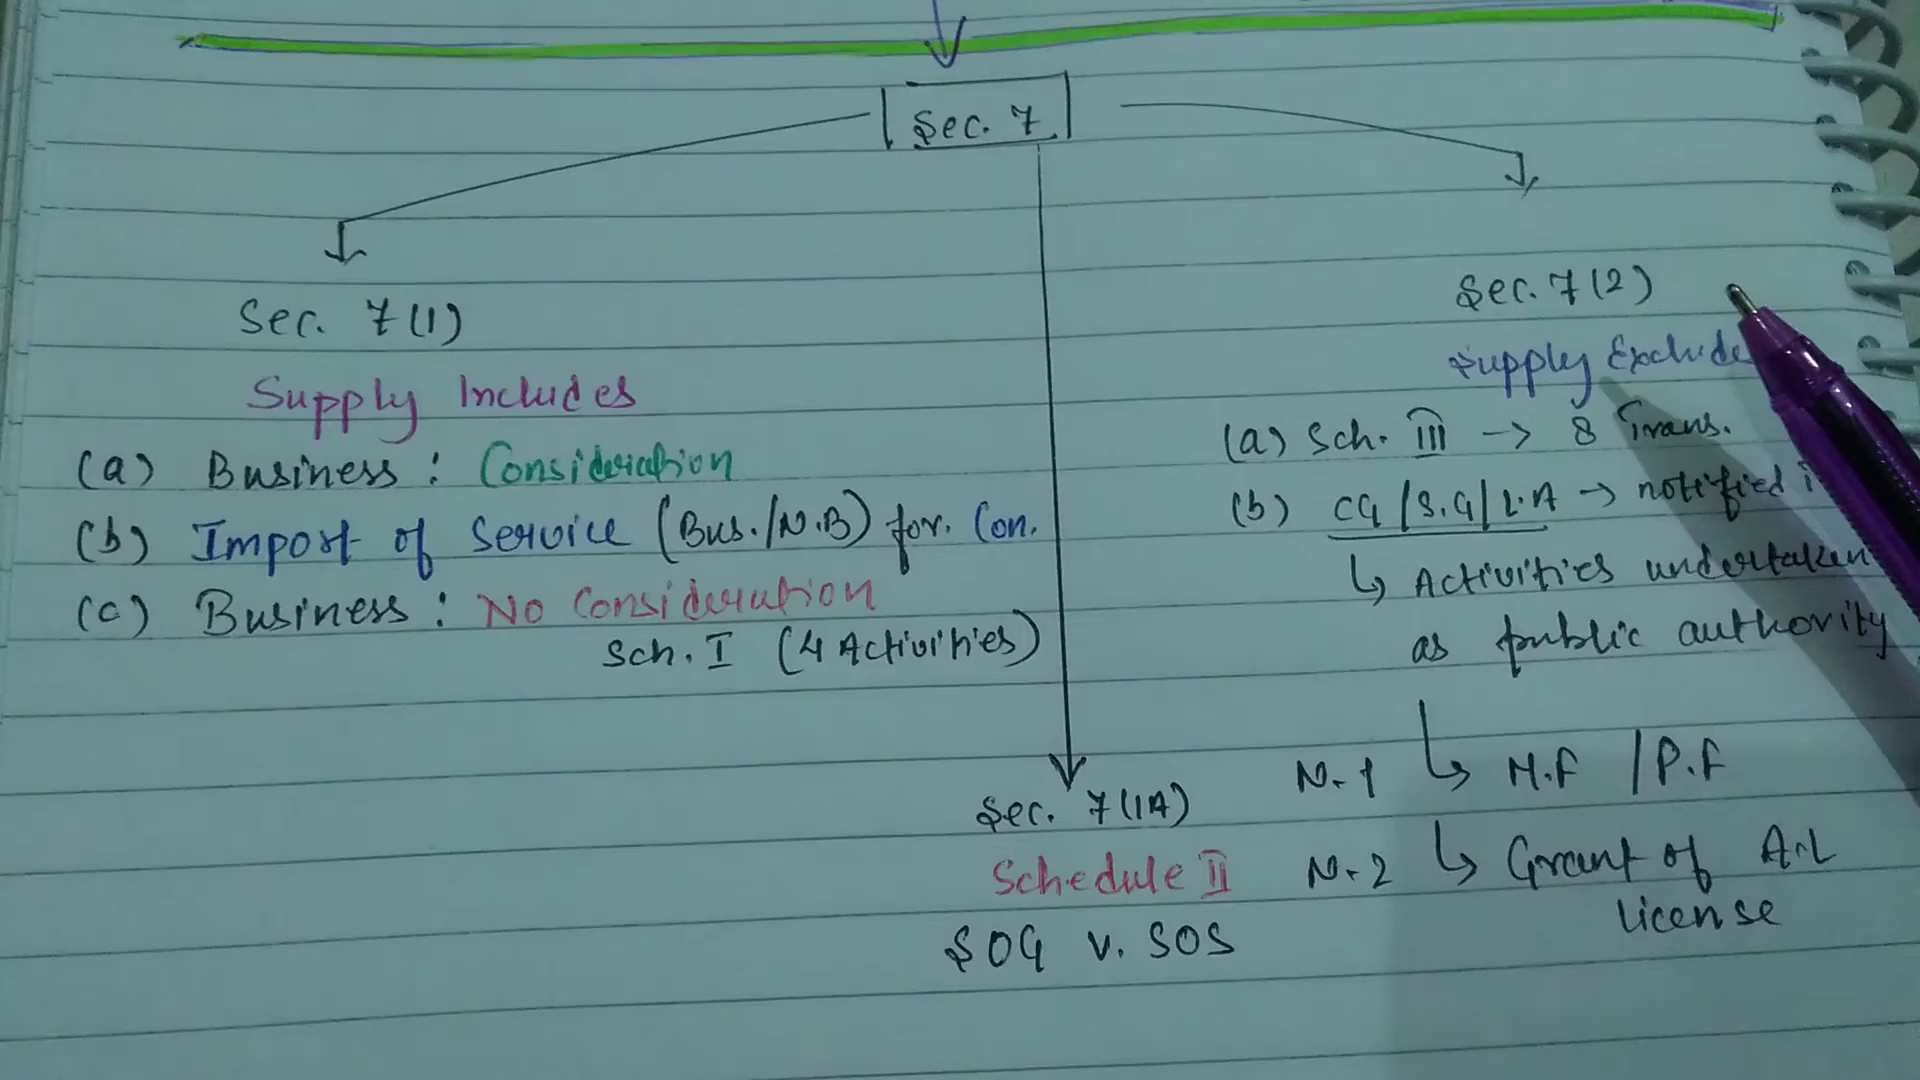 Sec. 7
Sec. 7(1)
Supply Includes
(a) Business : Consideration
(b) Import of Service (Bus./N.B) for. Con.
(c) Business : No Consideration
Sch. I (4 Activities)
Sec. 7(1A)
Schedule II
SOG v. SOS
Sec. 7(2)
Supply Exclude
(a) Sch. III → 8 Trans.
(b) CG/S.G/L.A → notified
↳ Activities undertaken
as public authority
N.1 ↳ M.F / P.F
N.2 ↳ Grant of A.L
license